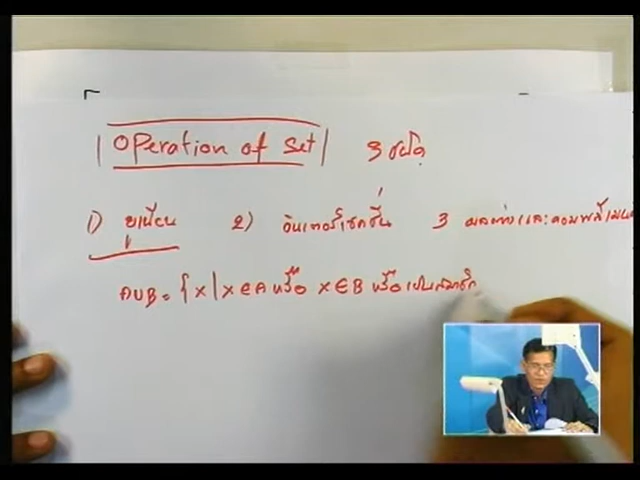 Operation of Set 3 ชนิด
1) ยูเนียน 2) อินเทอร์เซคชั่น 3 ผลต่างและคอมพลีเมนต์
AUB = {x | x ∈ A หรือ x ∈ B หรือเป็นสมาชิก